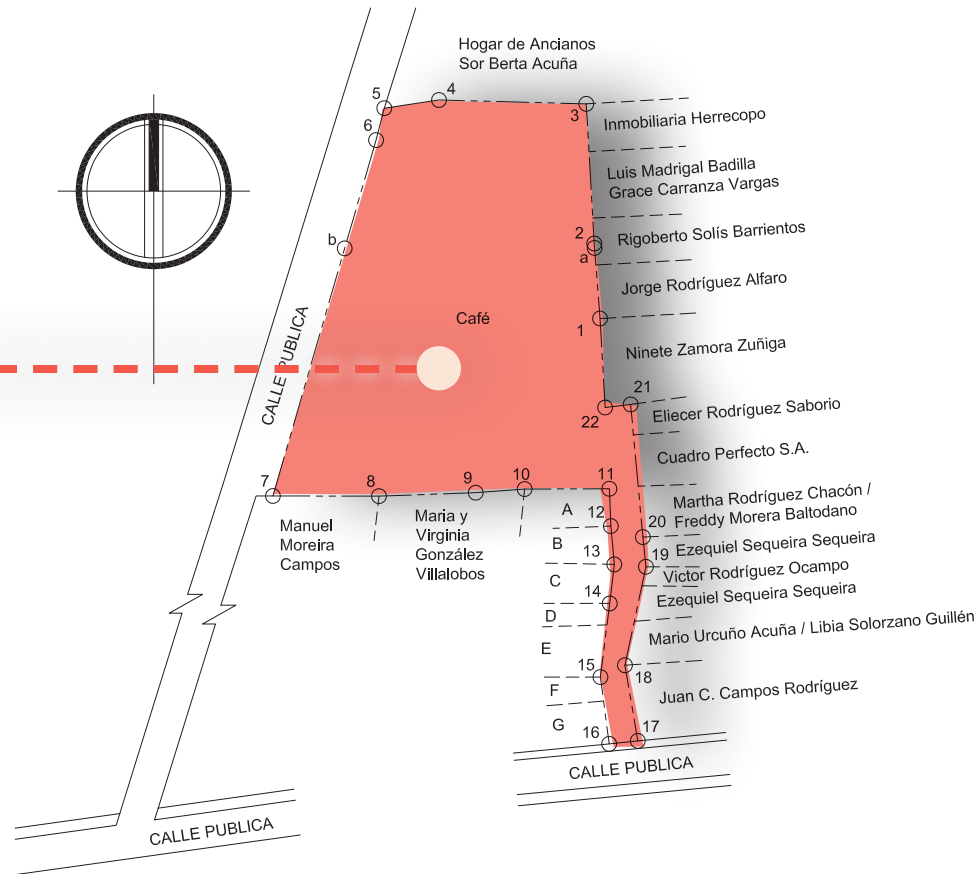 Hogar de Ancianos
Sor Berta Acuña
5
4
3
6
Inmobiliaria Herrecopo
Luis Madrigal Badilla
Grace Carranza Vargas
b
2
a
Rigoberto Solís Barrientos
Jorge Rodríguez Alfaro
Café
1
Ninete Zamora Zuñiga
CALLE PUBLICA
21
22
Eliecer Rodríguez Saborio
Cuadro Perfecto S.A.
7
8
9
10
11
Manuel
Moreira
Campos
Maria y
Virginia
González
Villalobos
A
12
Martha Rodríguez Chacón /
Freddy Morera Baltodano
20
B
13
Ezequiel Sequeira Sequeira
19
Victor Rodríguez Ocampo
C
14
Ezequiel Sequeira Sequeira
D
E
Mario Urcuño Acuña / Libia Solorzano Guillén
15
18
F
Juan C. Campos Rodríguez
G
16
17
CALLE PUBLICA
CALLE PUBLICA